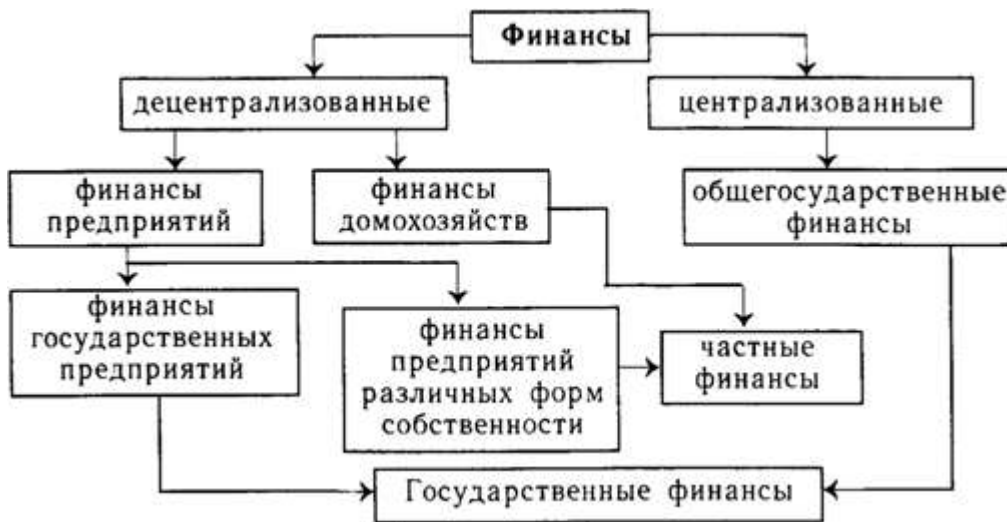 Финансы
децентрализованные
централизованные
финансы
предприятий
финансы
домохозяйств
общегосударственные
финансы
финансы
государственных
предприятий
финансы
предприятий
различных форм
собственности
частные
финансы
Государственные финансы